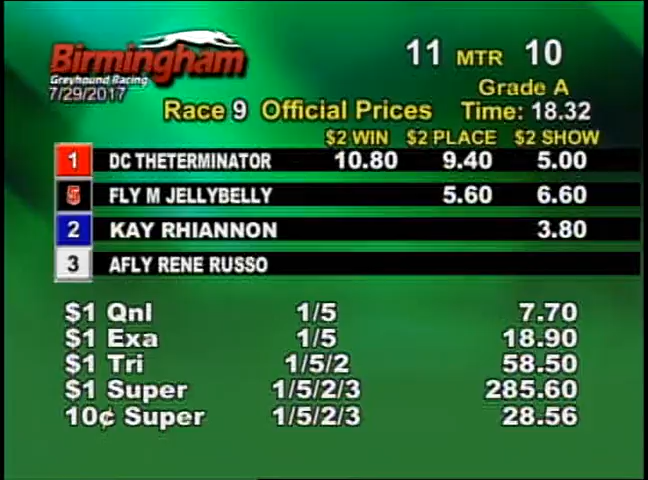 Birmingham
Greyhound Racing
7/29/2017
11 MTR 10
Grade A
Race 9 Official Prices Time: 18.32
$2 WIN $2 PLACE $2 SHOW
1 DC THETERMINATOR 10.80 9.40 5.00
5 FLY M JELLYBELLY 5.60 6.60
2 KAY RHIANNON 3.80
3 AFLY RENE RUSSO
$1 Qnl 1/5 7.70
$1 Exa 1/5 18.90
$1 Tri 1/5/2 58.50
$1 Super 1/5/2/3 285.60
10¢ Super 1/5/2/3 28.56